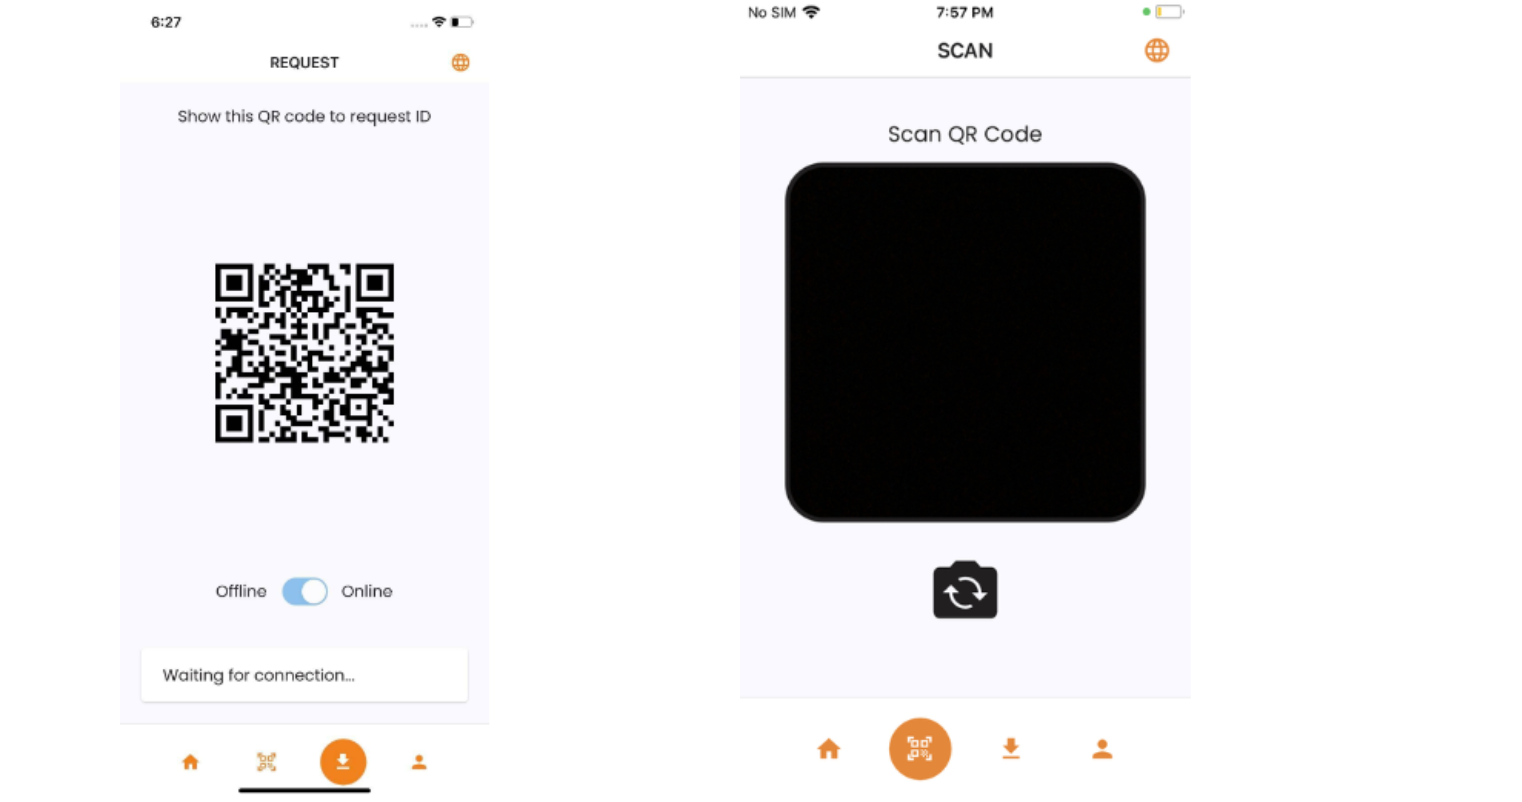 6:27
REQUEST
Show this QR code to request ID
Offline Online
Waiting for connection...
No SIM 7:57 PM
SCAN
Scan QR Code